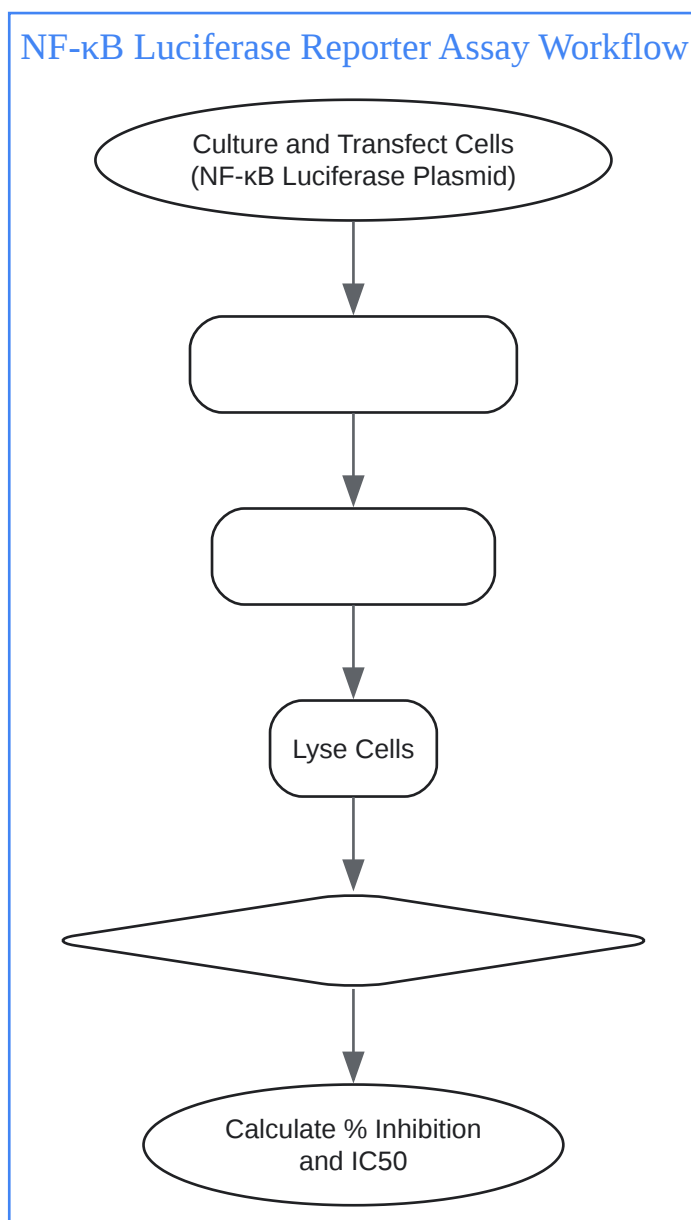 NF-κB Luciferase Reporter Assay Workflow
Culture and Transfect Cells
(NF-κB Luciferase Plasmid)
Lyse Cells
Calculate % Inhibition
and IC50